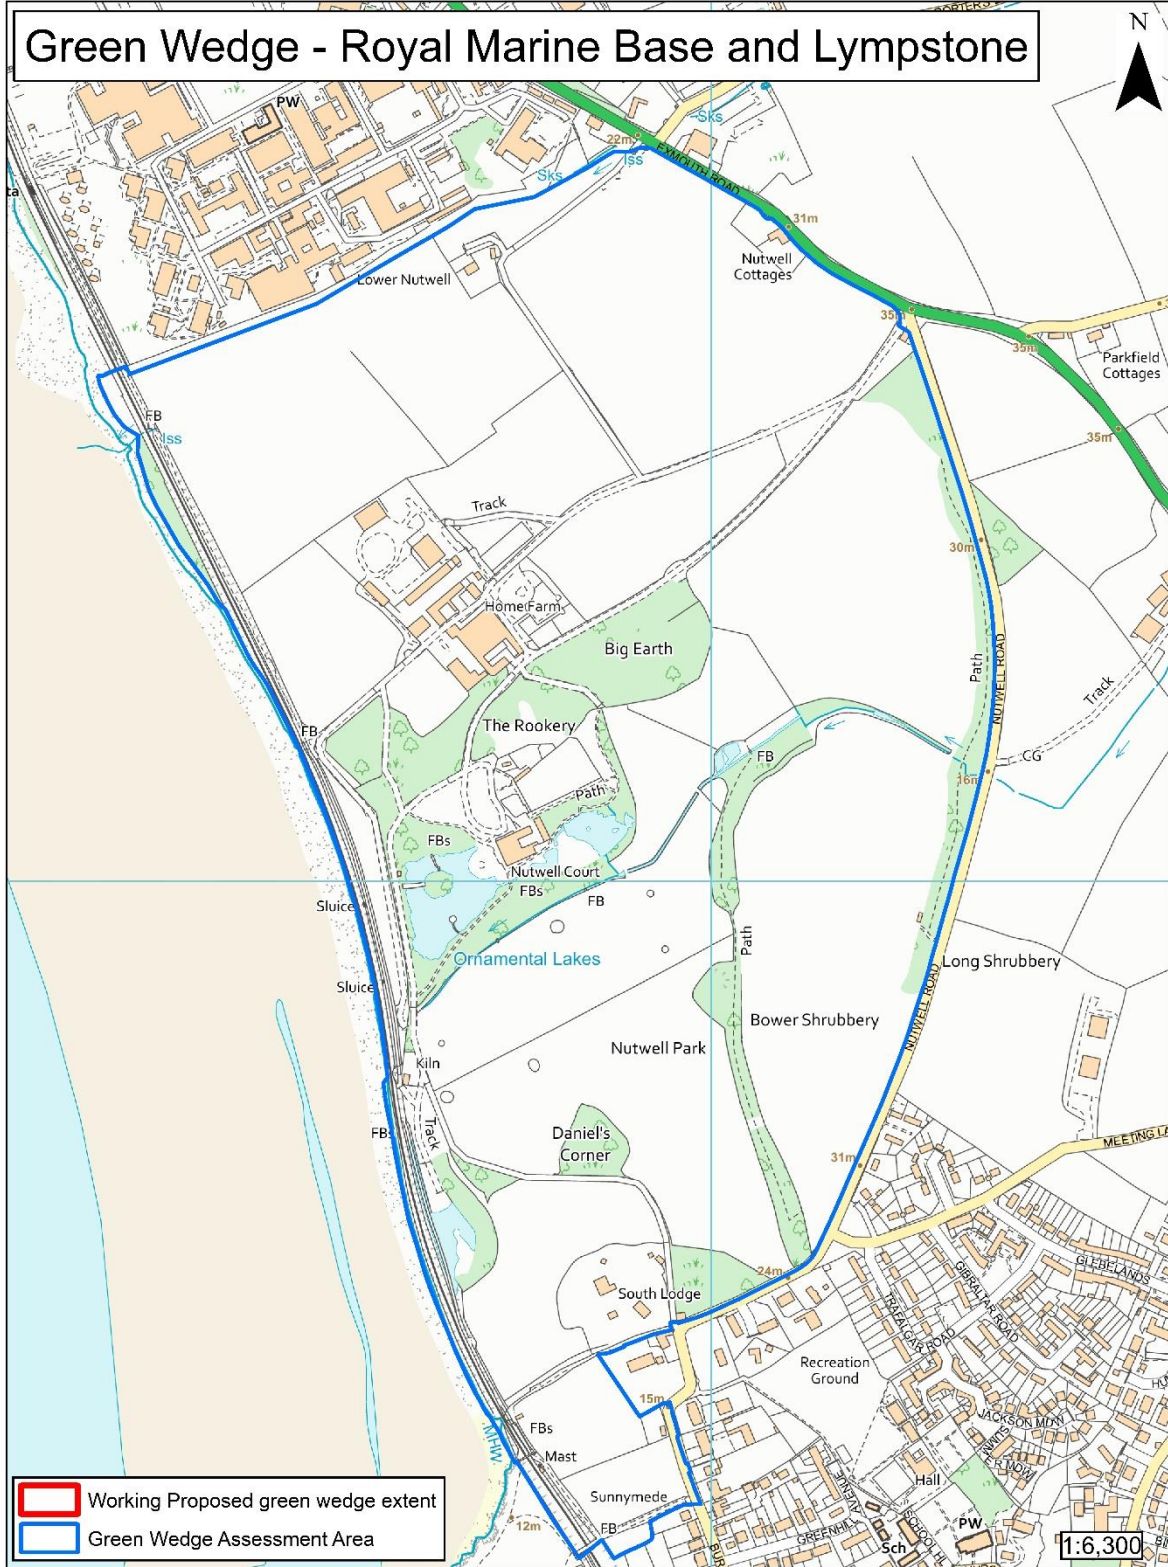 Green Wedge - Royal Marine Base and Lympstone
N
PW
Sks
22m
Iss
EXMOUTH ROAD
Sks
31m
Nutwell
Cottages
Lower Nutwell
35m
35m
Parkfield
Cottages
FB
Iss
35m
Track
30m
Home Farm
Big Earth
Path
NUTWELL ROAD
Track
The Rookery
FB
FB
CG
16m
Path
FBs
Nutwell Court
FBs
FB
Sluice
Path
Ornamental Lakes
Long Shrubbery
Sluice
NUTWELL ROAD
Bower Shrubbery
Nutwell Park
Kiln
Track
FBs
Daniel's
Corner
MEETING LA
31m
24m
GLEBELANDS
GIBRALTAR ROAD
South Lodge
TRAFALGAR ROAD
Recreation
Ground
15m
JACKSON MDW
FBs
MHW
Mast
Hall
Sunnymede
12m
FB
GREENHILL AVENUE
Sch
PW
Working Proposed green wedge extent
Green Wedge Assessment Area
1:6,300